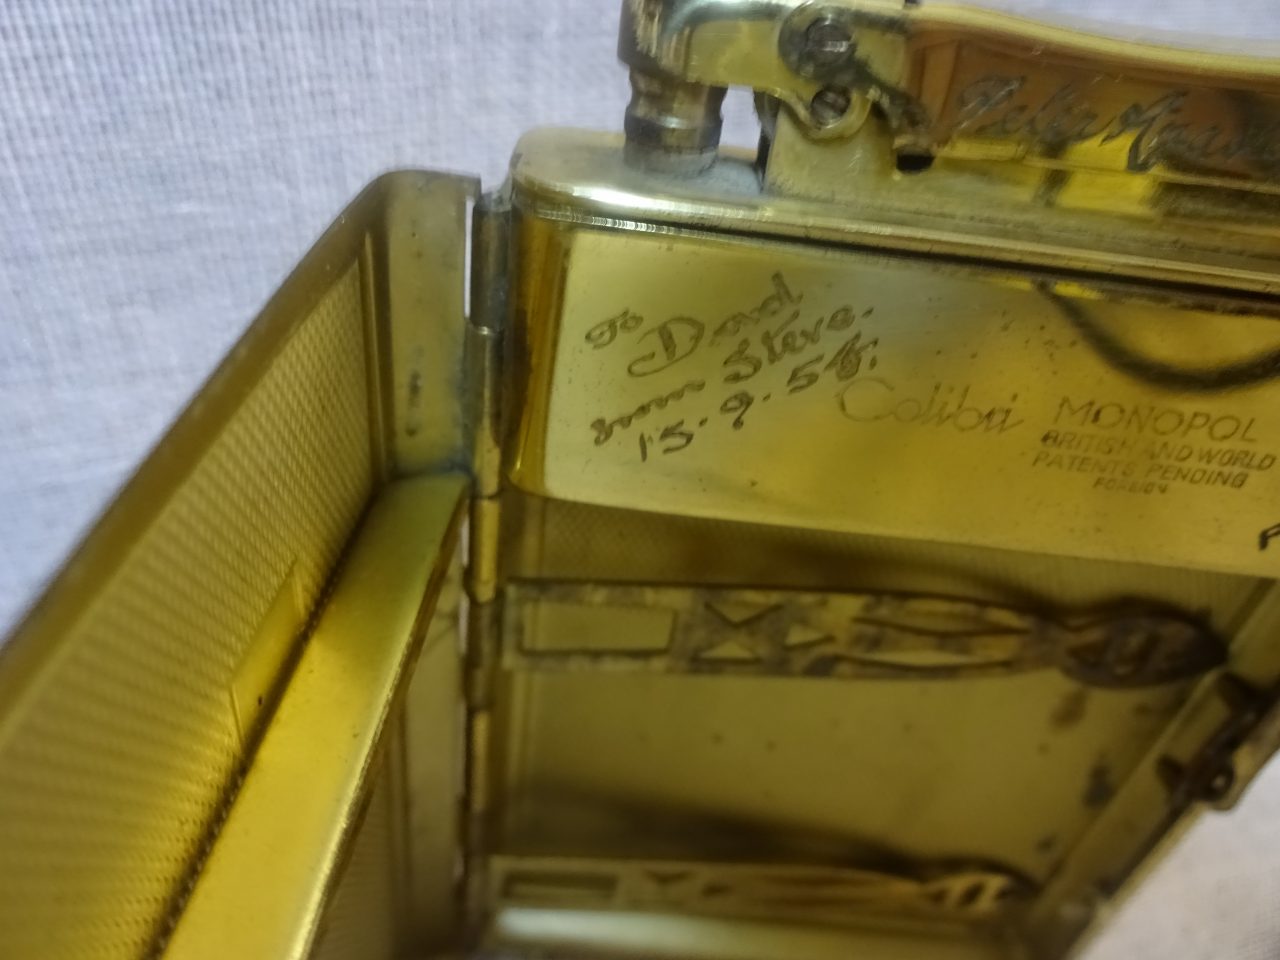 To
Dad
from Steve.
15.9.56.
Colibri
MONOPOL
BRITISH AND WORLD
PATENTS PENDING
FOREIGN